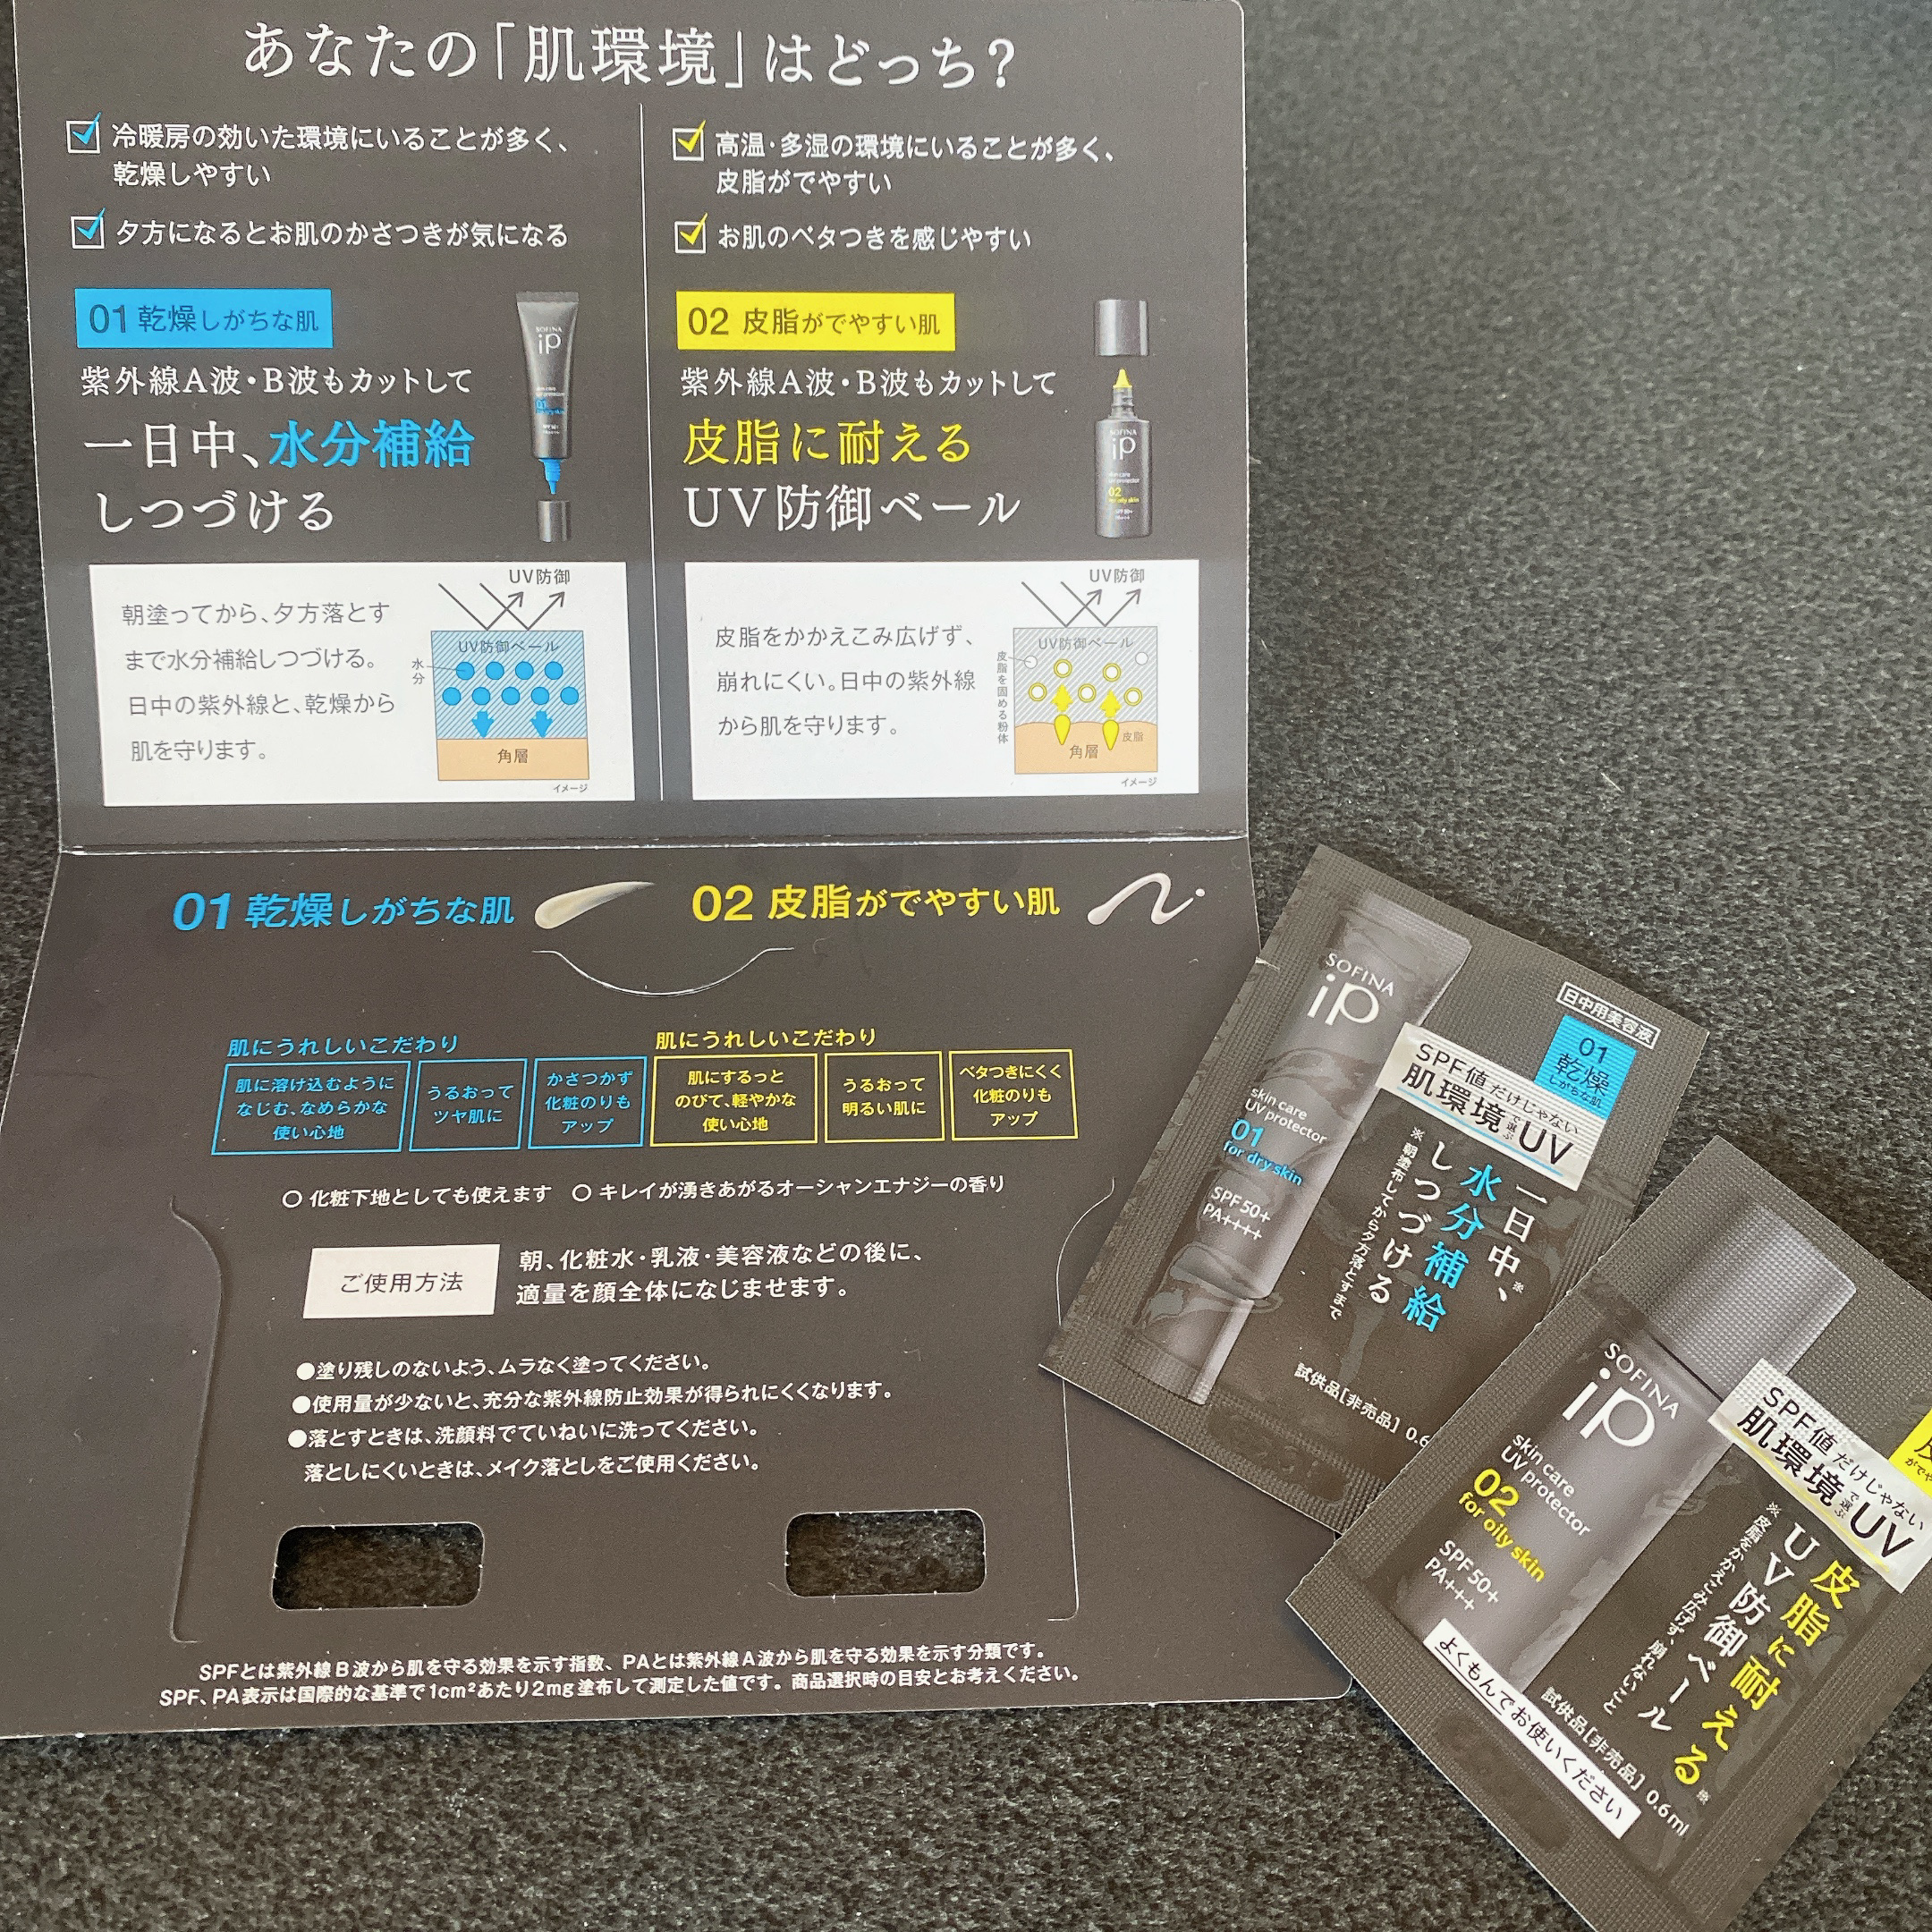 あなたの「肌環境」はどっち?
冷暖房の効いた環境にいることが多く、
乾燥しやすい
夕方になるとお肌のかさつきが気になる
01 乾燥しがちな肌
紫外線A波・B波もカットして
一日中、水分補給
しつづける
SOFINA
iP
朝塗ってから、夕方落とす
まで水分補給しつづける。
日中の紫外線と、乾燥から
肌を守ります。
UV防御
UV防御ベール
水分
角層
イメージ
高温・多湿の環境にいることが多く、
皮脂がでやすい
お肌のベタつきを感じやすい
02 皮脂がでやすい肌
紫外線A波・B波もカットして
皮脂に耐える
UV防御ベール
SOFINA
iP
02
皮脂をかかえこみ広げず、
崩れにくい。日中の紫外線
から肌を守ります。
UV防御
UV防御ベール
皮脂を固める粉体
角層
皮脂
イメージ
01 乾燥しがちな肌
02 皮脂がでやすい肌
肌にうれしいこだわり
肌に溶け込むように
なじむ、なめらかな
使い心地
うるおって
ツヤ肌に
かさつかず
化粧のりも
アップ
肌にうれしいこだわり
肌にするっと
のびて、軽やかな
使い心地
うるおって
明るい肌に
ベタつきにくく
化粧のりも
アップ
○ 化粧下地としても使えます ○ キレイが湧きあがるオーシャンエナジーの香り
ご使用方法
朝、化粧水・乳液・美容液などの後に、
適量を顔全体になじませます。
●塗り残しのないよう、ムラなく塗ってください。
●使用量が少ないと、充分な紫外線防止効果が得られにくくなります。
●落とすときは、洗顔料でていねいに洗ってください。
落としにくいときは、メイク落としをご使用ください。
SPFとは紫外線B波から肌を守る効果を示す指数、PAとは紫外線A波から肌を守る効果を示す分類です。
SPF、PA表示は国際的な基準で1cm²あたり2mg塗布して測定した値です。商品選択時の目安とお考えください。
SOFINA
iP
skin care
UV protector
01
for dry skin
SPF50+
PA++++
日中用美容液
01
乾燥
しがちな肌
SPF値だけじゃない
肌環境で選ぶUV
一日中、※
水分補給
しつづける
※朝塗布してから夕方落とすまで
試供品[非売品] 0.6
SOFINA
iP
skin care
UV protector
02
for oily skin
SPF50+
PA+++
SPF値だけじゃない
肌環境で選ぶUV
皮脂に耐える※
UV防御ベール
※皮脂をかかえこみ広げず、崩れないこと
試供品[非売品] 0.6ml
よくもんでお使いください